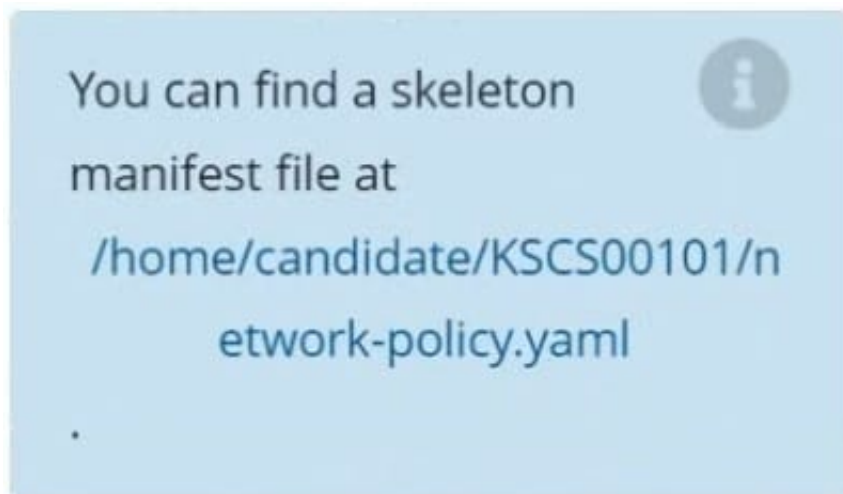 You can find a skeleton
manifest file at
/home/candidate/KSCS00101/n
etwork-policy.yaml
.